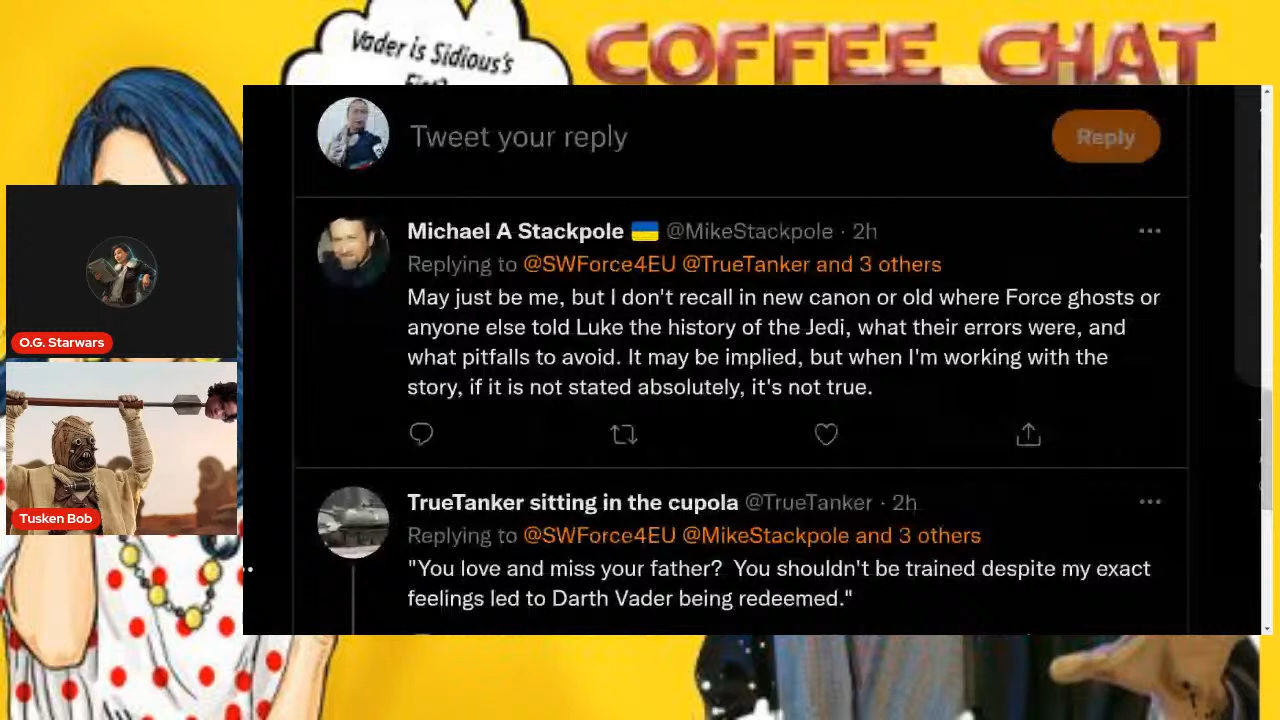 Vader is Sidious's
COFFEE CHAT
Tweet your reply
Reply
Michael A Stackpole @MikeStackpole · 2h
Replying to @SWForce4EU @TrueTanker and 3 others
May just be me, but I don't recall in new canon or old where Force ghosts or
anyone else told Luke the history of the Jedi, what their errors were, and
what pitfalls to avoid. It may be implied, but when I'm working with the
story, if it is not stated absolutely, it's not true.
O.G. Starwars
Tusken Bob
TrueTanker sitting in the cupola @TrueTanker · 2h
Replying to @SWForce4EU @MikeStackpole and 3 others
"You love and miss your father? You shouldn't be trained despite my exact
feelings led to Darth Vader being redeemed."